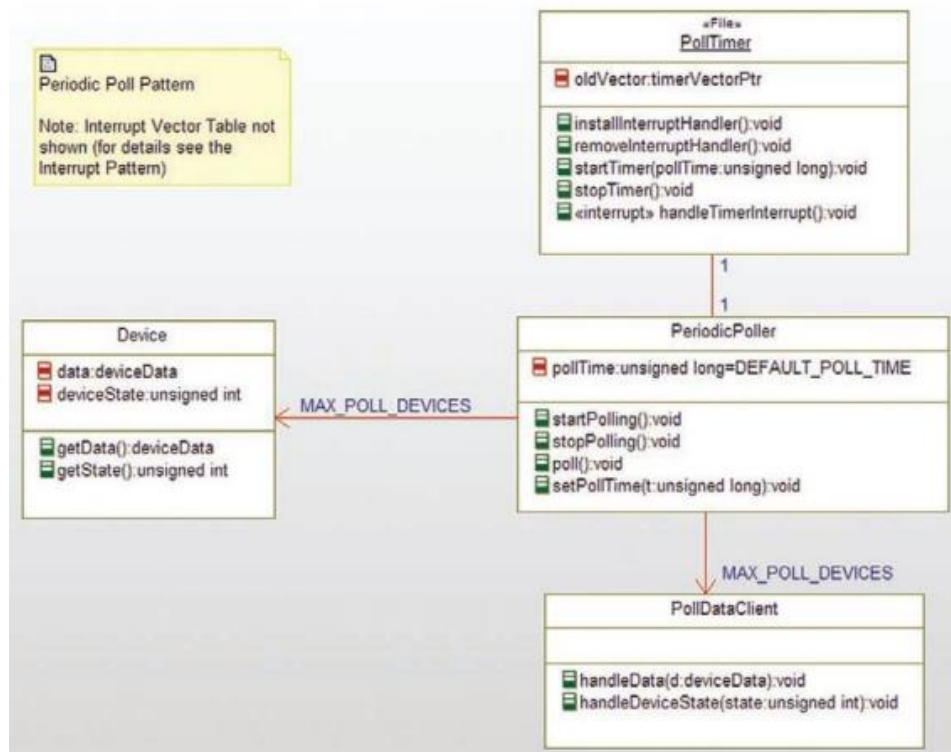 Periodic Poll Pattern
Note: Interrupt Vector Table not
shown (for details see the
Interrupt Pattern)
«File»
PollTimer
oldVector:timerVectorPtr
installInterruptHandler():void
removeInterruptHandler():void
startTimer(pollTime:unsigned long):void
stopTimer():void
«interrupt» handleTimerInterrupt():void
1
1
Device
data:deviceData
deviceState:unsigned int
getData():deviceData
getState():unsigned int
MAX_POLL_DEVICES
PeriodicPoller
pollTime:unsigned long=DEFAULT_POLL_TIME
startPolling():void
stopPolling():void
poll():void
setPollTime(t:unsigned long):void
MAX_POLL_DEVICES
PollDataClient
handleData(d:deviceData):void
handleDeviceState(state:unsigned int):void